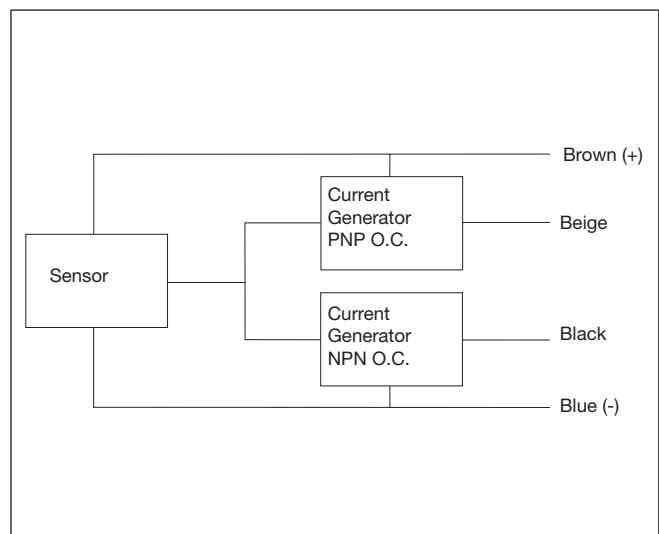 Brown (+)
Current
Generator
PNP O.C.
Beige
Sensor
Current
Generator
NPN O.C.
Black
Blue (-)